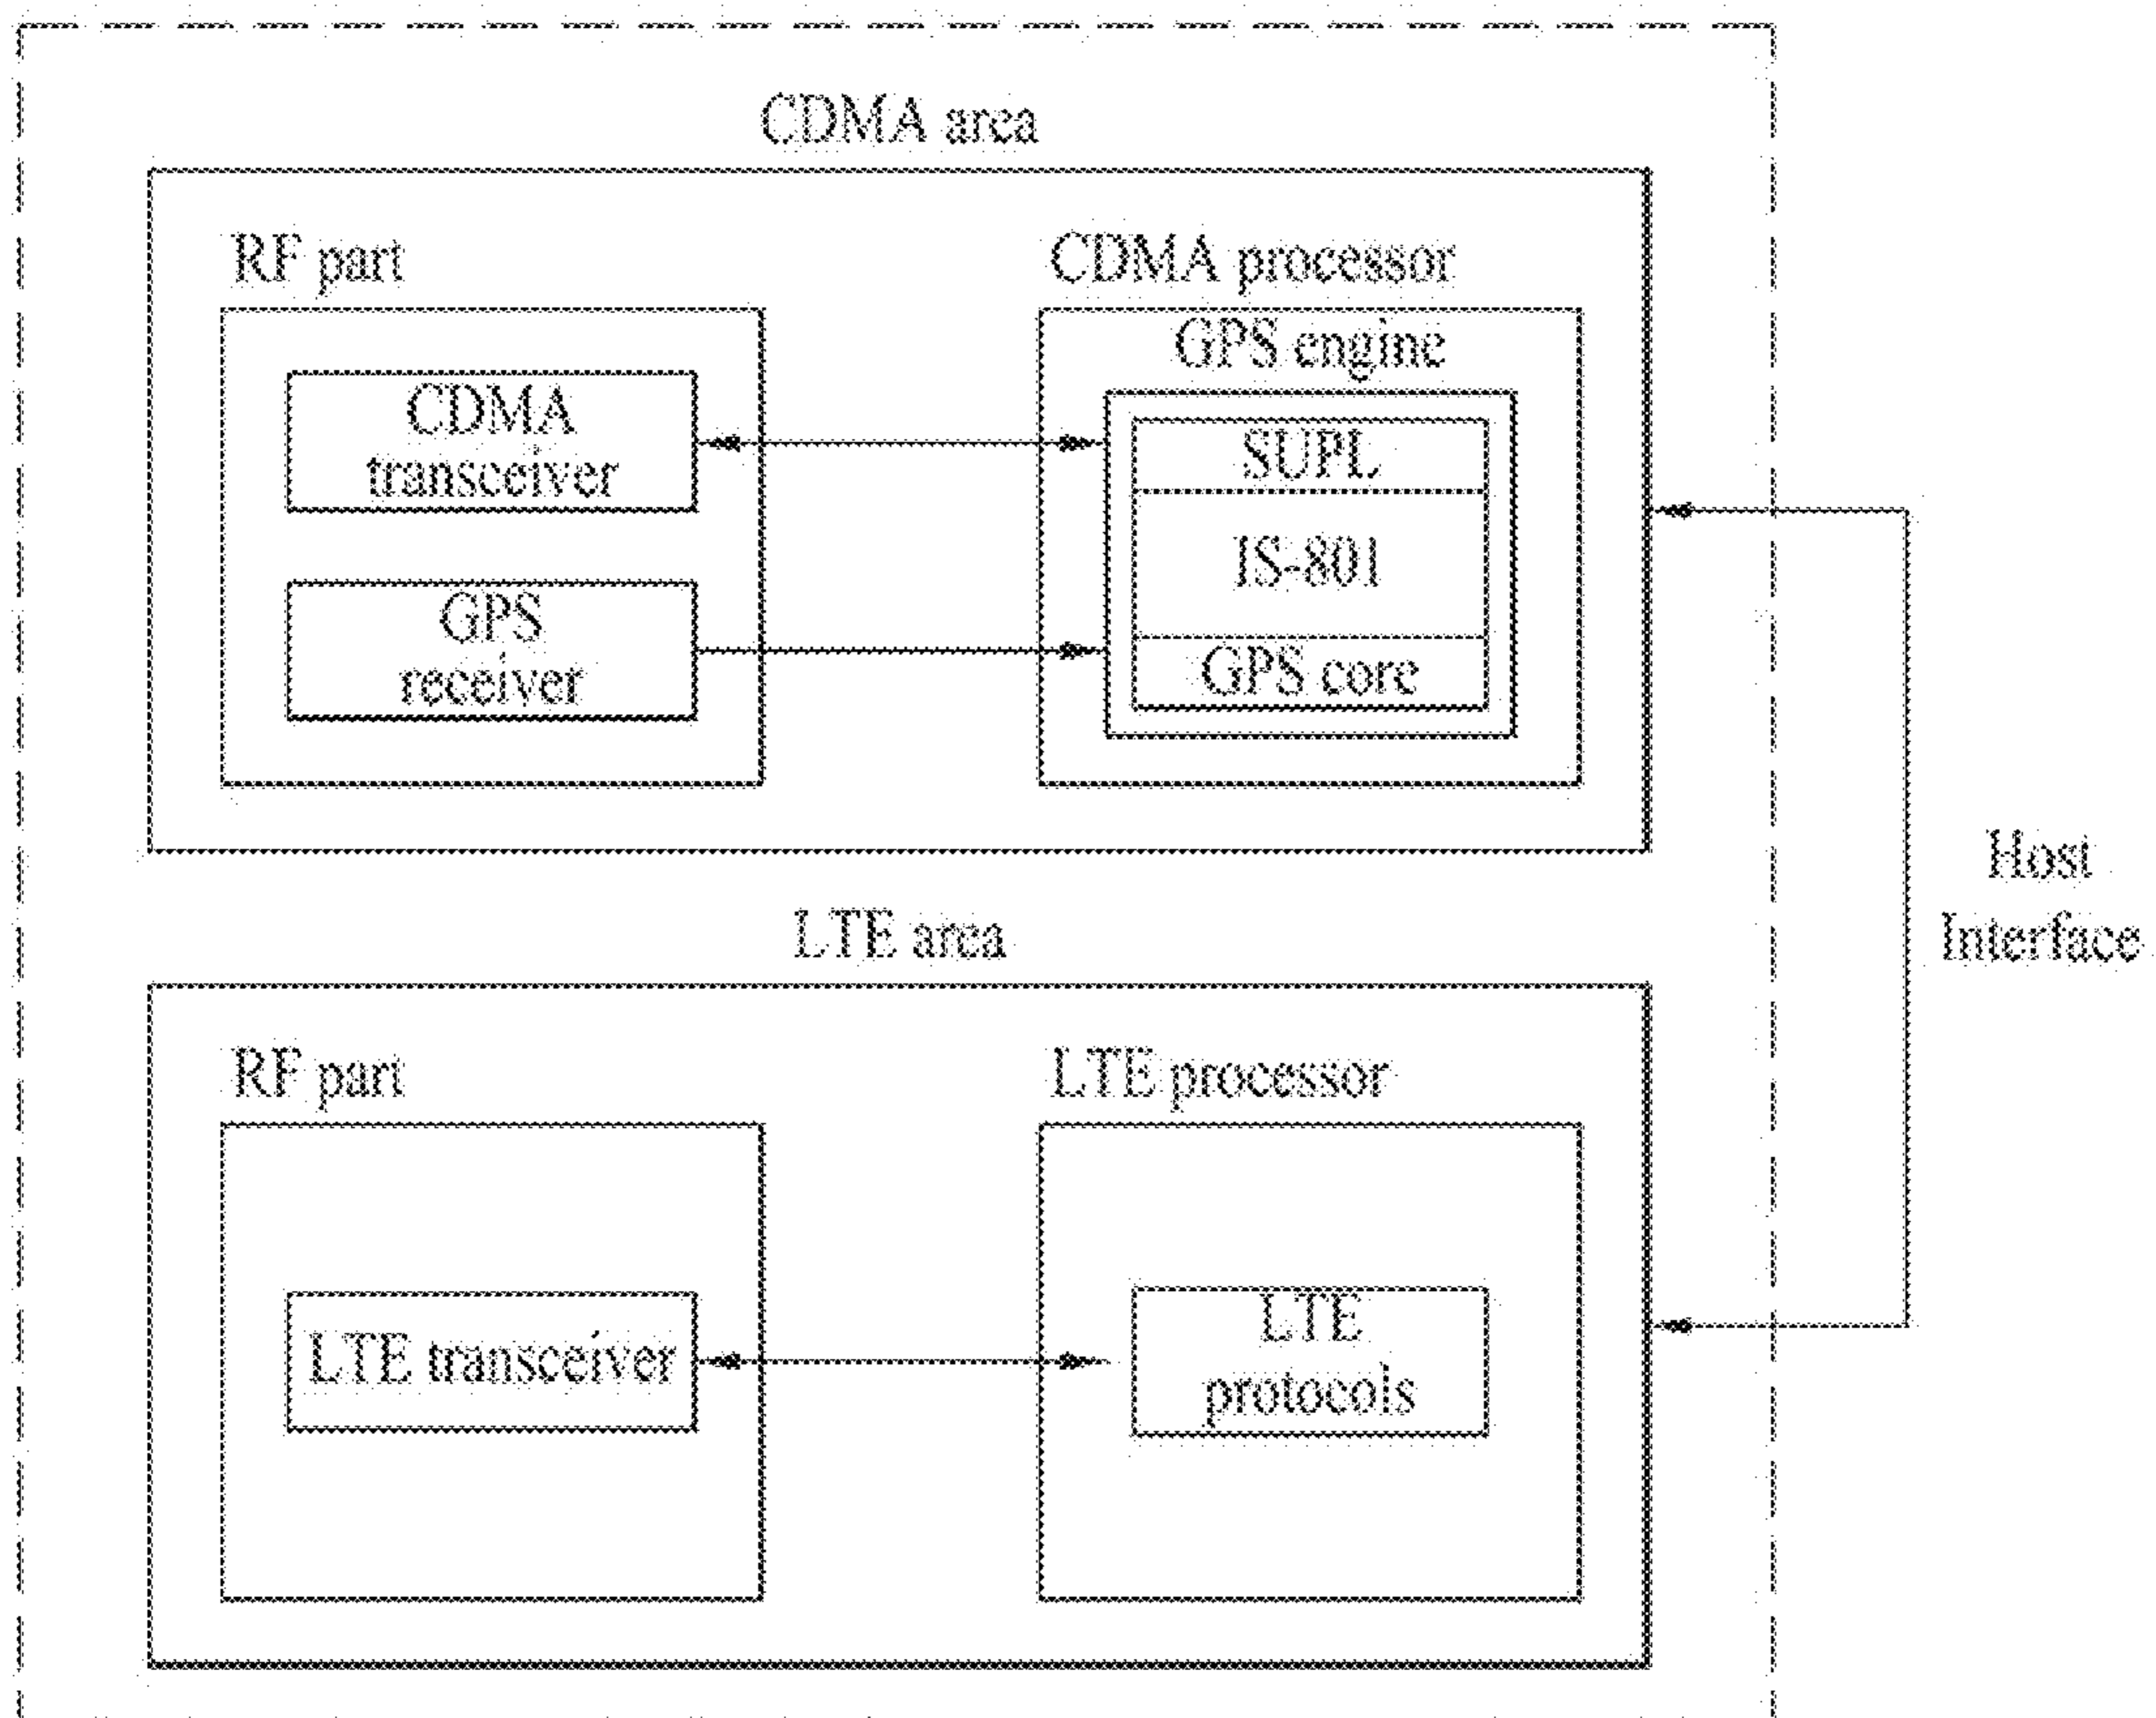 CDMA area
RF part
CDMA processor
GPS engine
CDMA
transceiver
SUPL
IS-801
GPS
receiver
GPS core
Host
Interface
LTE area
RF part
LTE processor
LTE transceiver
LTE
protocols